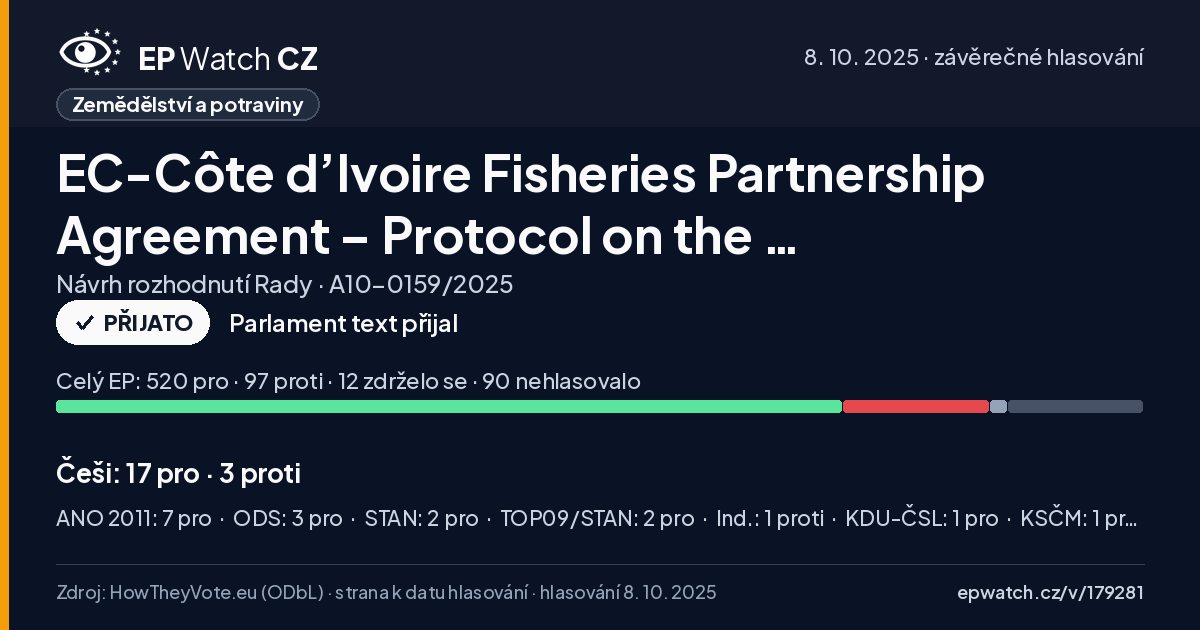 EP Watch CZ
8. 10. 2025 · závěrečné hlasování
Zemědělství a potraviny
EC–Côte d’Ivoire Fisheries Partnership
Agreement – Protocol on the …
Návrh rozhodnutí Rady · A10–0159/2025
✓ PŘIJATO Parlament text přijal
Celý EP: 520 pro · 97 proti · 12 zdrželo se · 90 nehlasovalo
Češi: 17 pro · 3 proti
ANO 2011: 7 pro · ODS: 3 pro · STAN: 2 pro · TOP09/STAN: 2 pro · Ind.: 1 proti · KDU-ČSL: 1 pro · KSČM: 1 pr…
Zdroj: HowTheyVote.eu (ODbL) · strana k datu hlasování · hlasování 8. 10. 2025
epwatch.cz/v/179281